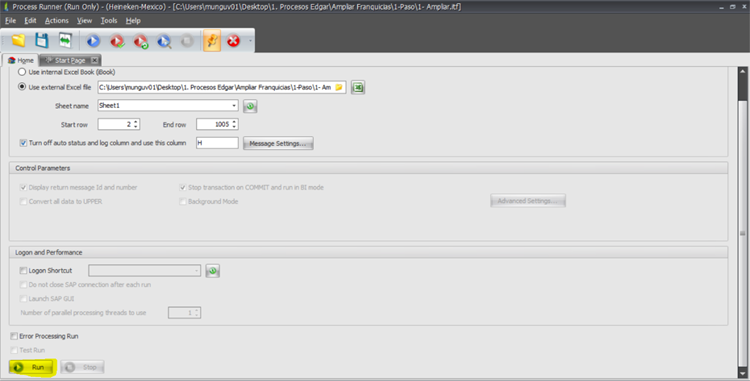 Process Runner (Run Only) - (Heineken-Mexico) - [C:\Users\munguv01\Desktop\1. Procesos Edgar\Ampliar Franquicias\1-Paso\1- Ampliar.itf]
File Edit Actions View Tools Help
Home Start Page
Use internal Excel Book (iBook)
Use external Excel file C:\Users\munguv01\Desktop\1. Procesos Edgar\Ampliar Franquicias\1-Paso\1- Am
Sheet name Sheet1
Start row 2 End row 1005
Turn off auto status and log column and use this column H Message Settings...
Control Parameters
Display return message Id and number Stop transaction on COMMIT and run in BI mode
Convert all data to UPPER Background Mode Advanced Settings...
Logon and Performance
Logon Shortcut
Do not close SAP connection after each run
Launch SAP GUI
Number of parallel processing threads to use 1
Error Processing Run
Test Run
Run Stop